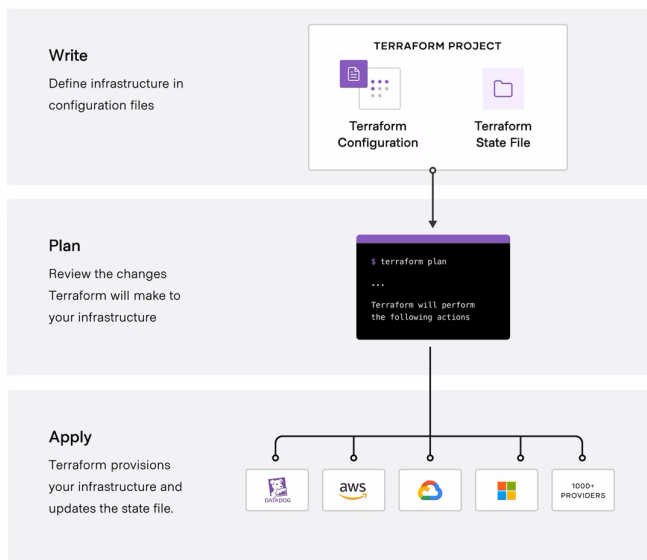 Write
Define infrastructure in
configuration files
TERRAFORM PROJECT
Terraform
Configuration
Terraform
State File
Plan
Review the changes
Terraform will make to
your infrastructure
$ terraform plan
...
Terraform will perform
the following actions
Apply
Terraform provisions
your infrastructure and
updates the state file.
DATADOG
aws
1000+
PROVIDERS